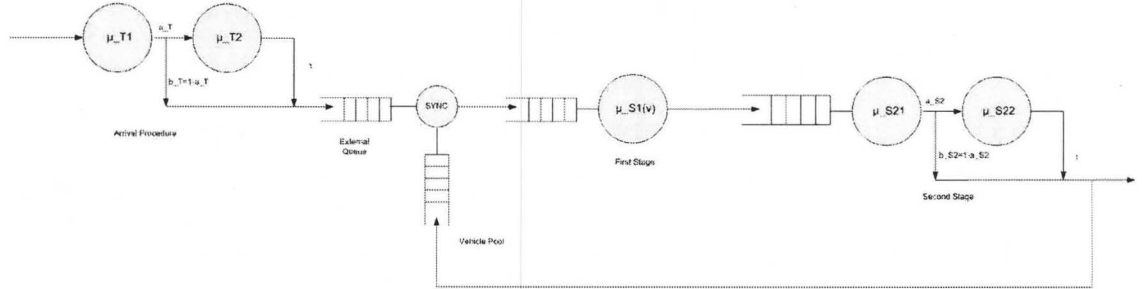 μ_T1
a_T
μ_T2
b_T=1-a_T
1
Arrival Procedure
External
Queue
SYNC
Vehicle Pool
μ_S1(v)
First Stage
μ_S21
a_S2
μ_S22
b_S2=1-a_S2
1
Second Stage